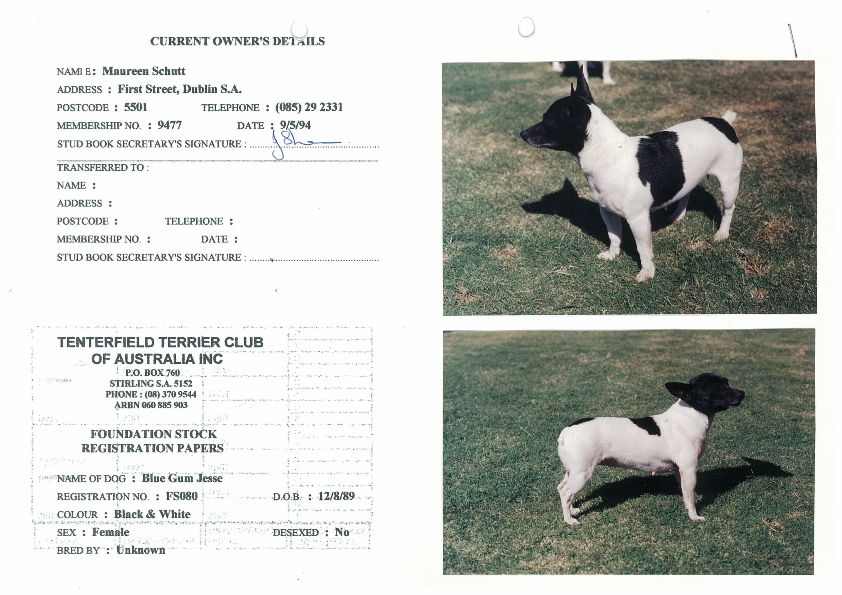 CURRENT OWNER'S DETAILS
NAME : Maureen Schutt
ADDRESS : First Street, Dublin S.A.
POSTCODE : 5501 TELEPHONE : (085) 29 2331
MEMBERSHIP NO. : 9477 DATE : 9/5/94
STUD BOOK SECRETARY'S SIGNATURE :
TRANSFERRED TO :
NAME :
ADDRESS :
POSTCODE : TELEPHONE :
MEMBERSHIP NO. : DATE :
STUD BOOK SECRETARY'S SIGNATURE :
TENTERFIELD TERRIER CLUB
OF AUSTRALIA INC
P.O. BOX 760
STIRLING S.A. 5152
PHONE : (08) 370 9544
ARBN 060 885 903
FOUNDATION STOCK
REGISTRATION PAPERS
NAME OF DOG : Blue Gum Jesse
REGISTRATION NO. : FS080 D.O.B. : 12/8/89
COLOUR : Black & White
SEX : Female DESEXED : No
BRED BY : Unknown